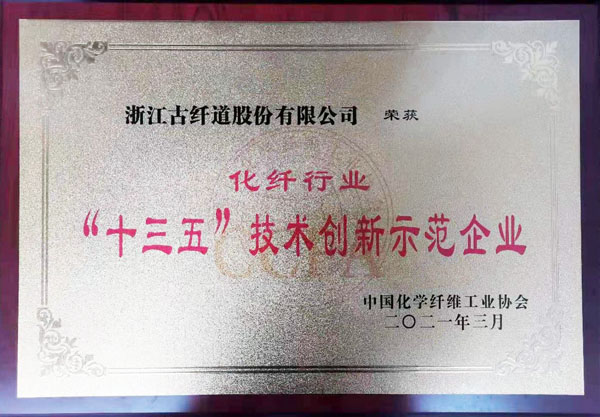 浙江古纤道股份有限公司 荣获
化纤行业
“十三五”技术创新示范企业
CCFA
中国化学纤维工业协会
二〇二一年三月